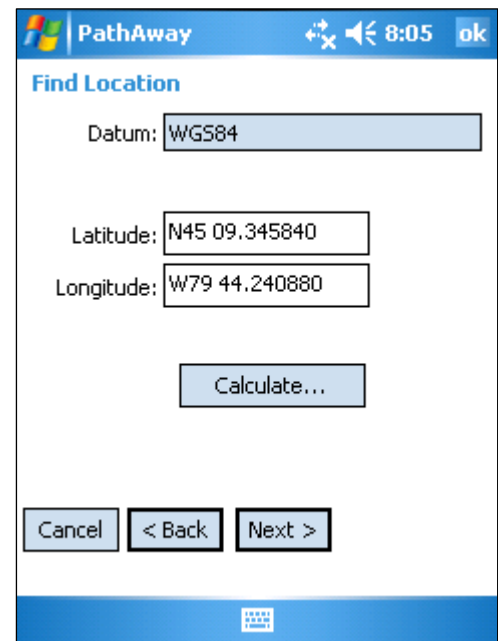 PathAway 8:05 ok
Find Location
Datum: WGS84
Latitude: N45 09.345840
Longitude: W79 44.240880
Calculate...
Cancel < Back Next >